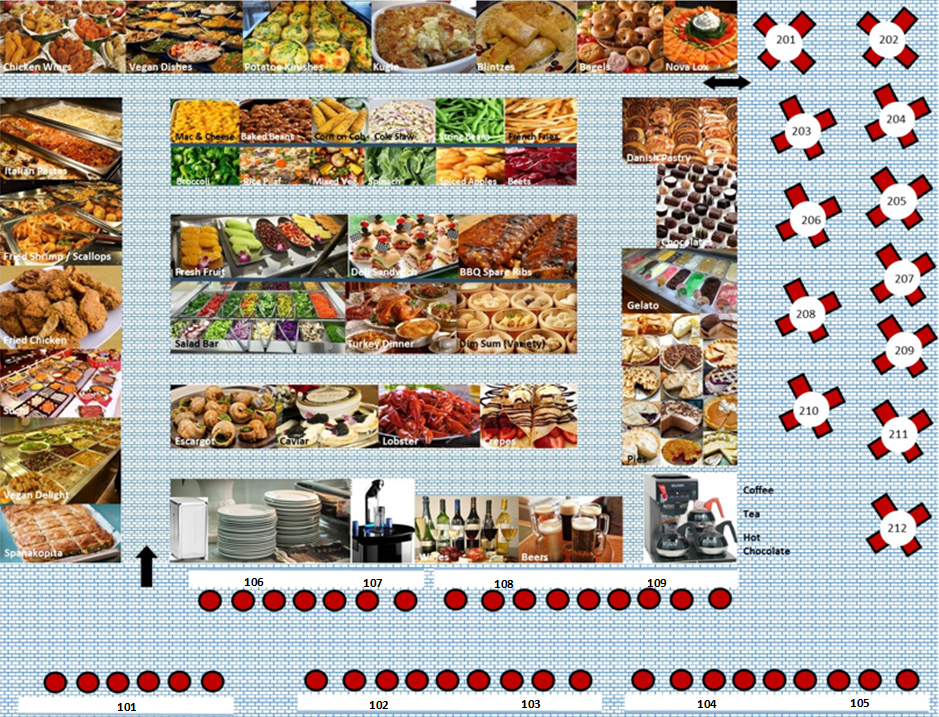 Chicken Wings
Vegan Dishes
Potatoe Knishes
Kugle
Blintzes
Bagels
Nova Lox
201
202
Mac & Cheese
Baked Beans
Corn on Cob
Cole Slaw
String Beans
French Fries
Danish Pastry
203
204
Italian Pastas
Broccoli
Rice Pilaf
Mixed Veg
Spinach
Spiced Apples
Beets
205
206
Chocolates
Fried Shrimp / Scallops
Fresh Fruit
Deli Sandwich
BBQ Spare Ribs
207
Gelato
208
Fried Chicken
Salad Bar
Turkey Dinner
Dim Sum (Variety)
209
Sushi
210
Escargot
Caviar
Lobster
Crepes
211
Pies
Vegan Delight
Coffee
Tea
212
Hot
Chocolate
Spanakopita
Wines
Beers
106
107
108
109
101
102
103
104
105